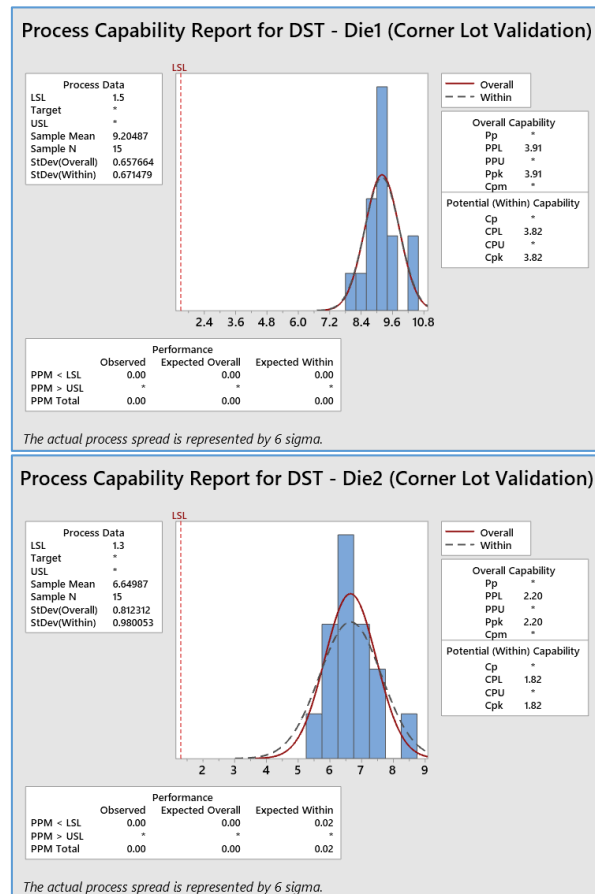 Process Capability Report for DST - Die1 (Corner Lot Validation)
LSL
Process Data
LSL 1.5
Target *
USL *
Sample Mean 9.20487
Sample N 15
StDev(Overall) 0.657664
StDev(Within) 0.671479
Overall
Within
Overall Capability
Pp *
PPL 3.91
PPU *
Ppk 3.91
Cpm *
Potential (Within) Capability
Cp *
CPL 3.82
CPU *
Cpk 3.82
2.4 3.6 4.8 6.0 7.2 8.4 9.6 10.8
Performance
Observed Expected Overall Expected Within
PPM < LSL 0.00 0.00 0.00
PPM > USL * * *
PPM Total 0.00 0.00 0.00
The actual process spread is represented by 6 sigma.
Process Capability Report for DST - Die2 (Corner Lot Validation)
LSL
Process Data
LSL 1.3
Target *
USL *
Sample Mean 6.64987
Sample N 15
StDev(Overall) 0.812312
StDev(Within) 0.980053
Overall
Within
Overall Capability
Pp *
PPL 2.20
PPU *
Ppk 2.20
Cpm *
Potential (Within) Capability
Cp *
CPL 1.82
CPU *
Cpk 1.82
2 3 4 5 6 7 8 9
Performance
Observed Expected Overall Expected Within
PPM < LSL 0.00 0.00 0.02
PPM > USL * * *
PPM Total 0.00 0.00 0.02
The actual process spread is represented by 6 sigma.